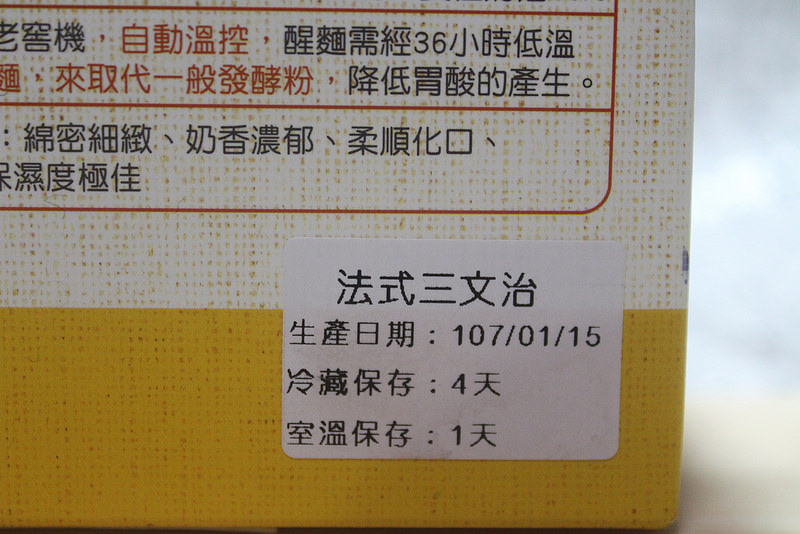 老窖機，自動溫控，醒麵需經36小時低溫
麵，來取代一般發酵粉，降低胃酸的產生。
：綿密細緻、奶香濃郁、柔順化口、
保濕度極佳
法式三文治
生產日期：107/01/15
冷藏保存：4天
室溫保存：1天